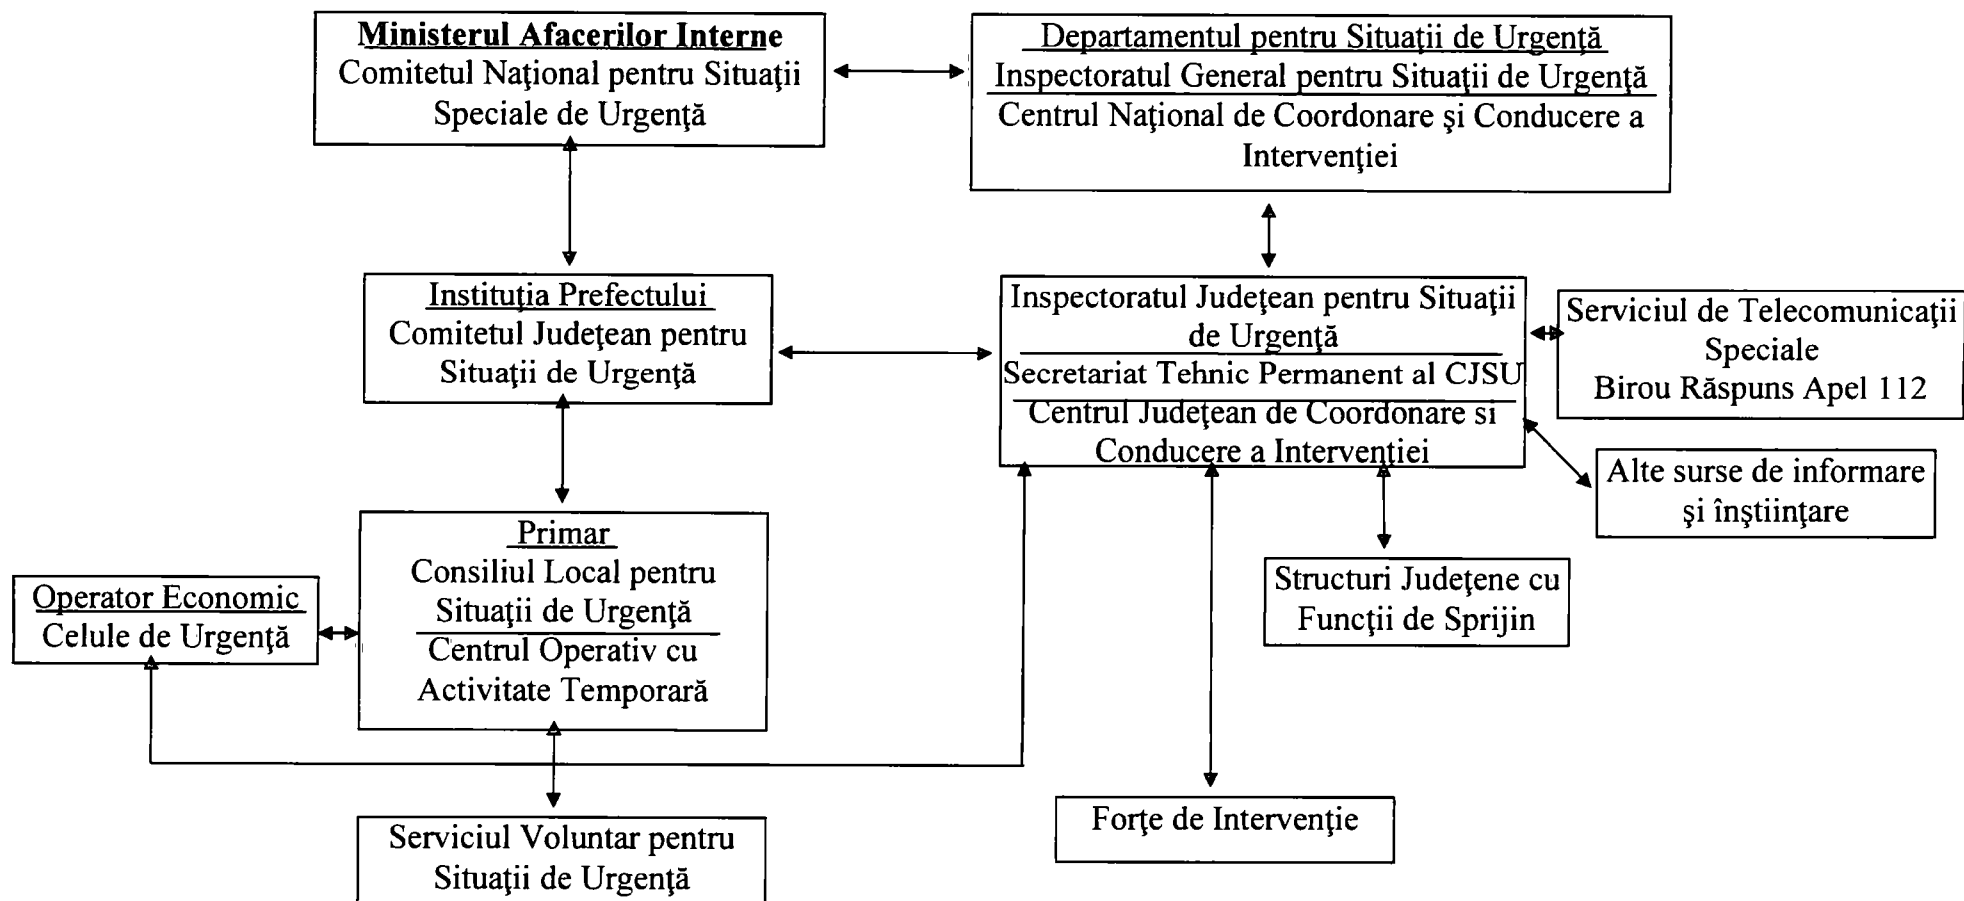 Ministerul Afacerilor Interne
Comitetul Naţional pentru Situaţii
Speciale de Urgenţă
Departamentul pentru Situaţii de Urgenţă
Inspectoratul General pentru Situaţii de Urgenţă
Centrul Naţional de Coordonare şi Conducere a
Intervenţiei
Instituţia Prefectului
Comitetul Judeţean pentru
Situaţii de Urgenţă
Inspectoratul Judeţean pentru Situaţii
de Urgenţă
Secretariat Tehnic Permanent al CJSU
Centrul Judeţean de Coordonare si
Conducere a Intervenţiei
Serviciul de Telecomunicaţii
Speciale
Birou Răspuns Apel 112
Alte surse de informare
şi înştiinţare
Primar
Consiliul Local pentru
Situaţii de Urgenţă
Centrul Operativ cu
Activitate Temporară
Operator Economic
Celule de Urgenţă
Structuri Judeţene cu
Funcţii de Sprijin
Forţe de Intervenţie
Serviciul Voluntar pentru
Situaţii de Urgenţă